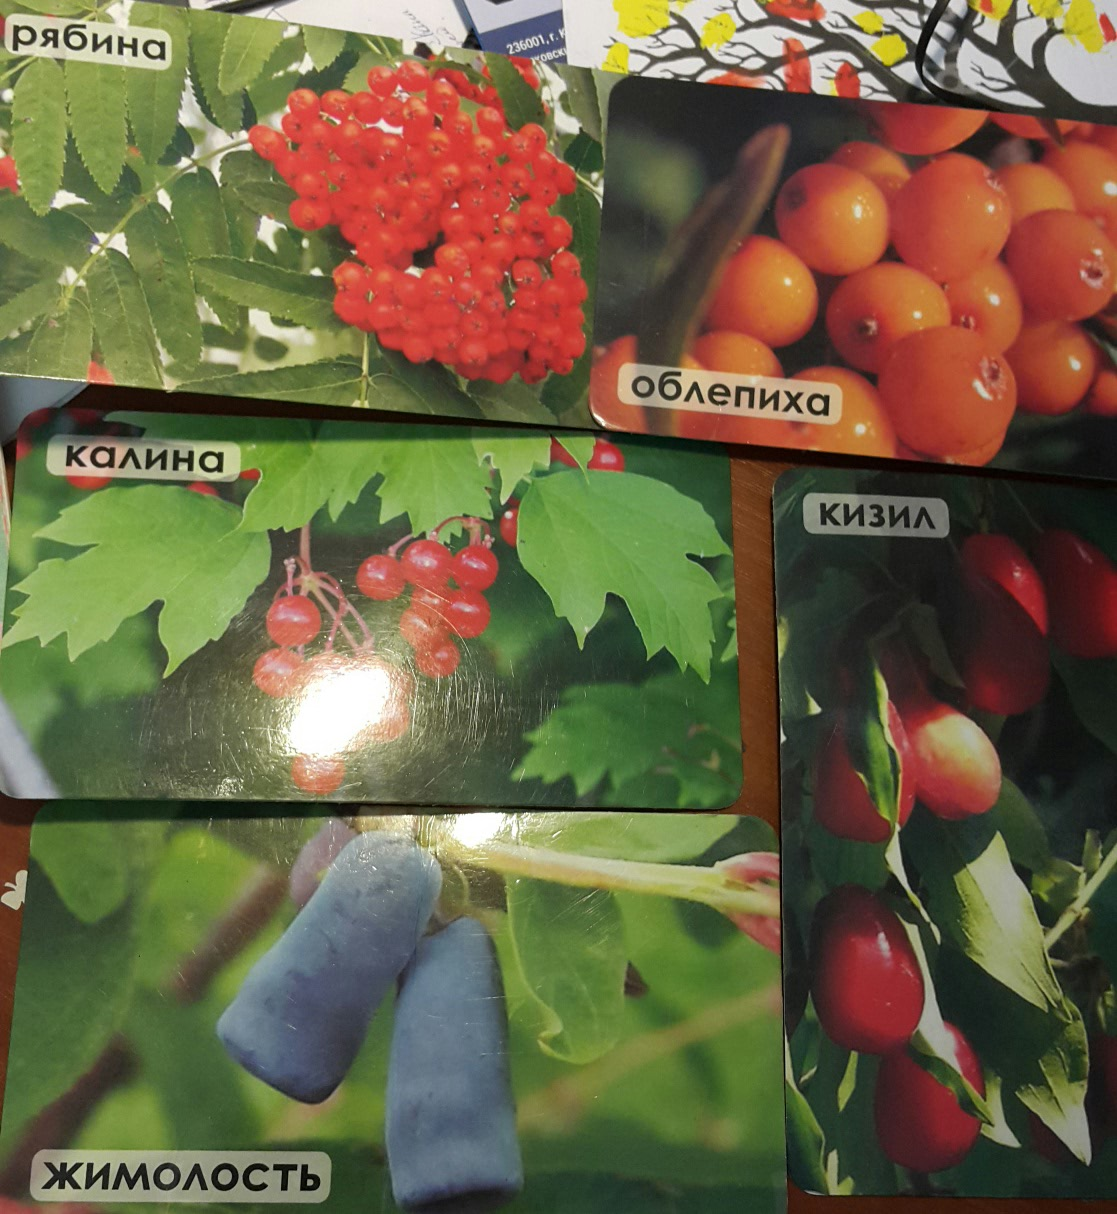 рябина
236001, г. К
облепиха
калина
кизил
жимолость